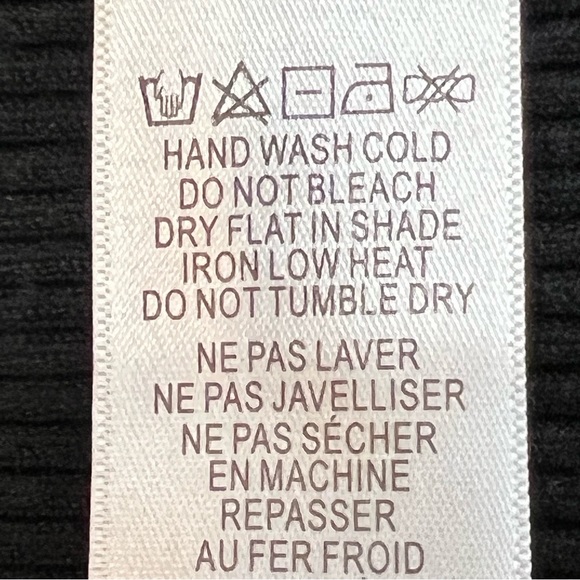 HAND WASH COLD
DO NOT BLEACH
DRY FLAT IN SHADE
IRON LOW HEAT
DO NOT TUMBLE DRY
NE PAS LAVER
NE PAS JAVELLISER
NE PAS SÉCHER
EN MACHINE
REPASSER
AU FER FROID